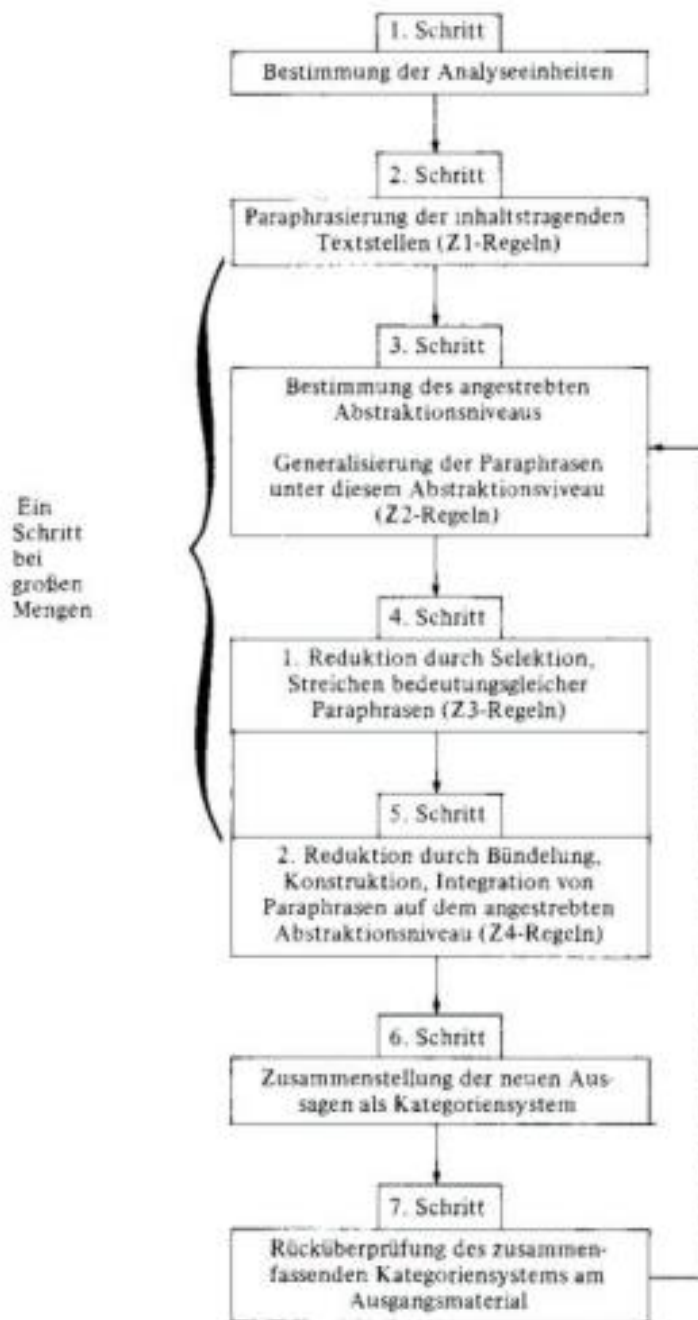 1. Schritt
Bestimmung der Analyseeinheiten
2. Schritt
Paraphrasierung der inhaltstragenden
Textstellen (Z1-Regeln)
3. Schritt
Bestimmung des angestrebten
Abstraktionsniveaus
Generalisierung der Paraphrasen
unter diesem Abstraktionsviveau
(Z2-Regeln)
Ein
Schritt
bei
großen
Mengen
4. Schritt
1. Reduktion durch Selektion,
Streichen bedeutungsgleicher
Paraphrasen (Z3-Regeln)
5. Schritt
2. Reduktion durch Bündelung,
Konstruktion, Integration von
Paraphrasen auf dem angestrebten
Abstraktionsniveau (Z4-Regeln)
6. Schritt
Zusammenstellung der neuen Aus-
sagen als Kategoriensystem
7. Schritt
Rücküberprüfung des zusammen-
fassenden Kategoriensystems am
Ausgangsmaterial